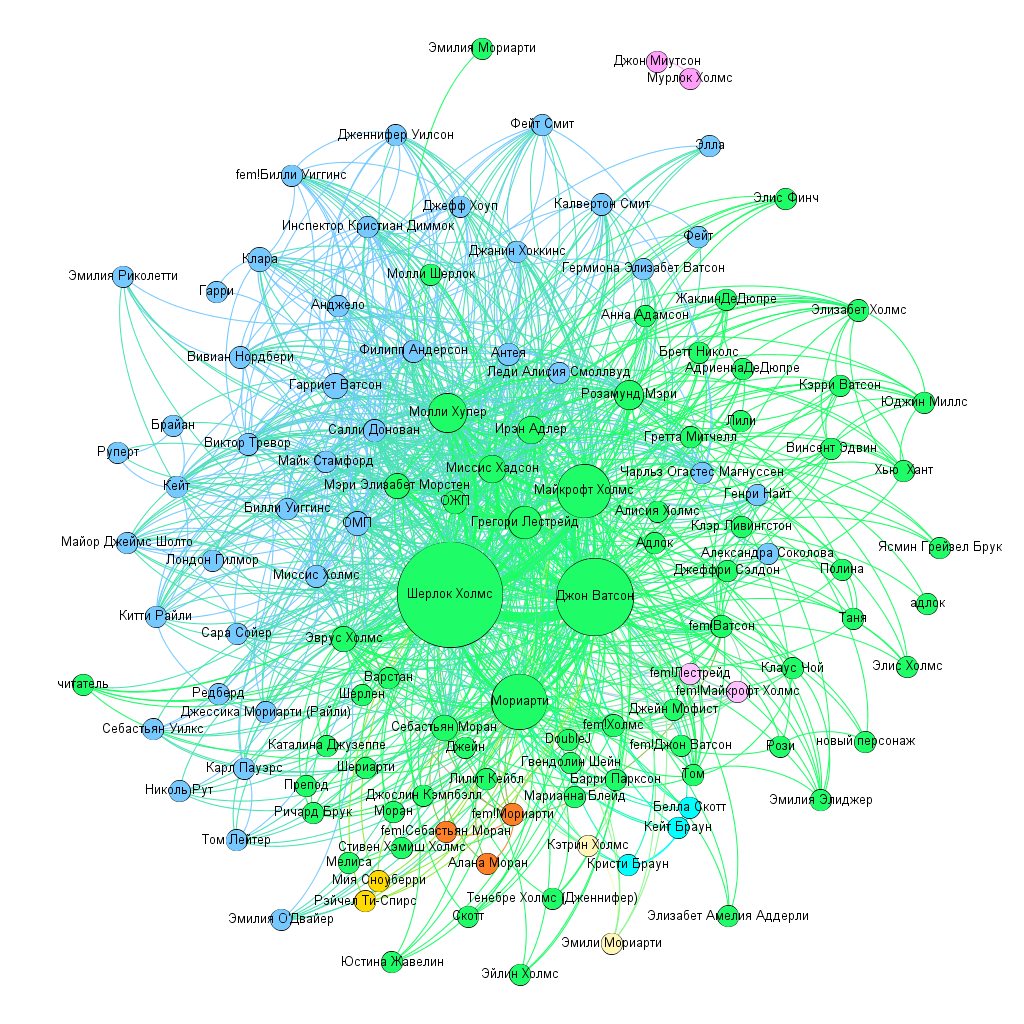 Эмилия Мориарти
Джон Миутсон
Мурлок Холмс
Фейт Смит
Дженнифер Уилсон
Элла
fem!Билли Уиггинс
Элис Финч
Джефф Хоуп
Калвертон Смит
Инспектор Кристиан Диммок
Фейт
Джанин Хоккинс
Клара
Гермиона Элизабет Ватсон
Молли Шерлок
Эмилия Риколетти
Гарри
ЖаклинДеДюпре
Анджело
Элизабет Холмс
Анна Адамсон
Филипп Андерсон
Антея
Бретт Николс
Вивиан Нордбери
АдриеннаДеДюпре
Леди Алисия Смоллвуд
Гарриет Ватсон
Кэрри Ватсон
Розамунд Мэри
Юджин Миллс
Молли Хупер
Лили
Брайан
Салли Донован
Ирэн Адлер
Гретта Митчелл
Виктор Тревор
Винсент Эдвин
Руперт
Майк Стамфорд
Миссис Хадсон
Чарльз Огастес Магнуссен
Хью Хант
Кейт
Мэри Элизабет Морстен
Майкрофт Холмс
Генри Найт
ОЖП
Билли Уиггинс
Алисия Холмс
ОМП
Грегори Лестрейд
Клэр Ливингстон
Майор Джеймс Шолто
Адлок
Ясмин Грейзел Брук
Александра Соколова
Лондон Гилмор
Джеффри Сэлдон
Полина
Миссис Холмс
Шерлок Холмс
Джон Ватсон
адлок
Китти Райли
Таня
fem!Ватсон
Сара Сойер
Эврус Холмс
Элис Холмс
Клаус Чой
fem!Лестрейд
Варстан
читатель
Шерлен
fem!Майкрофт Холмс
Редберд
Мориарти
Джессика Мориарти (Райли)
Джейн Мофист
Себастьян Уилкс
Себастьян Моран
fem!Холмс
DoubleJ
новый персонаж
Каталина Джузеппе
Джейн
fem!Джон Ватсон
Рози
Гвендолин Шейн
Карл Пауэрс
Шериарти
Том
Лилит Кейбл
Барри Парксон
Препод
Николь Рут
Джослин Кэмпбэлл
Марианна Блейд
Эмилия Элиджер
Белла Скотт
Ричард Брук
Моран
fem!Мориарти
Кейт Браун
fem!Себастьян Моран
Том Лейтер
Стивен Хэмиш Холмс
Кэтрин Холмс
Мелиса
Алана Моран
Кристи Браун
Мия Сноуберри
Рэйчел Ти-Спирс
Тенебре Холмс (Дженнифер)
Эмилия О'Двайер
Скотт
Элизабет Амелия Аддерли
Эмили Мориарти
Юстина Жавелин
Эйлин Холмс